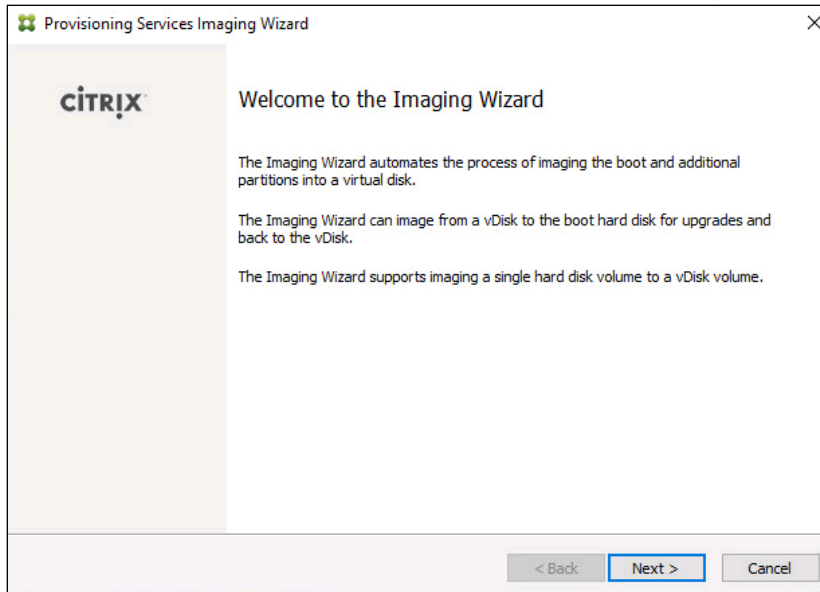 Provisioning Services Imaging Wizard
CİTRIX
Welcome to the Imaging Wizard
The Imaging Wizard automates the process of imaging the boot and additional
partitions into a virtual disk.
The Imaging Wizard can image from a vDisk to the boot hard disk for upgrades and
back to the vDisk.
The Imaging Wizard supports imaging a single hard disk volume to a vDisk volume.
< Back Next > Cancel